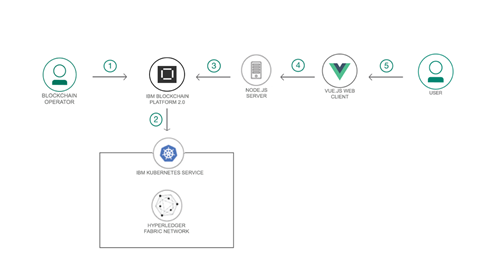 1
3
4
5
BLOCKCHAIN
OPERATOR
IBM BLOCKCHAIN
PLATFORM 2.0
NODE.JS
SERVER
VUE.JS WEB
CLIENT
USER
2
IBM KUBERNETES SERVICE
HYPERLEDGER
FABRIC NETWORK